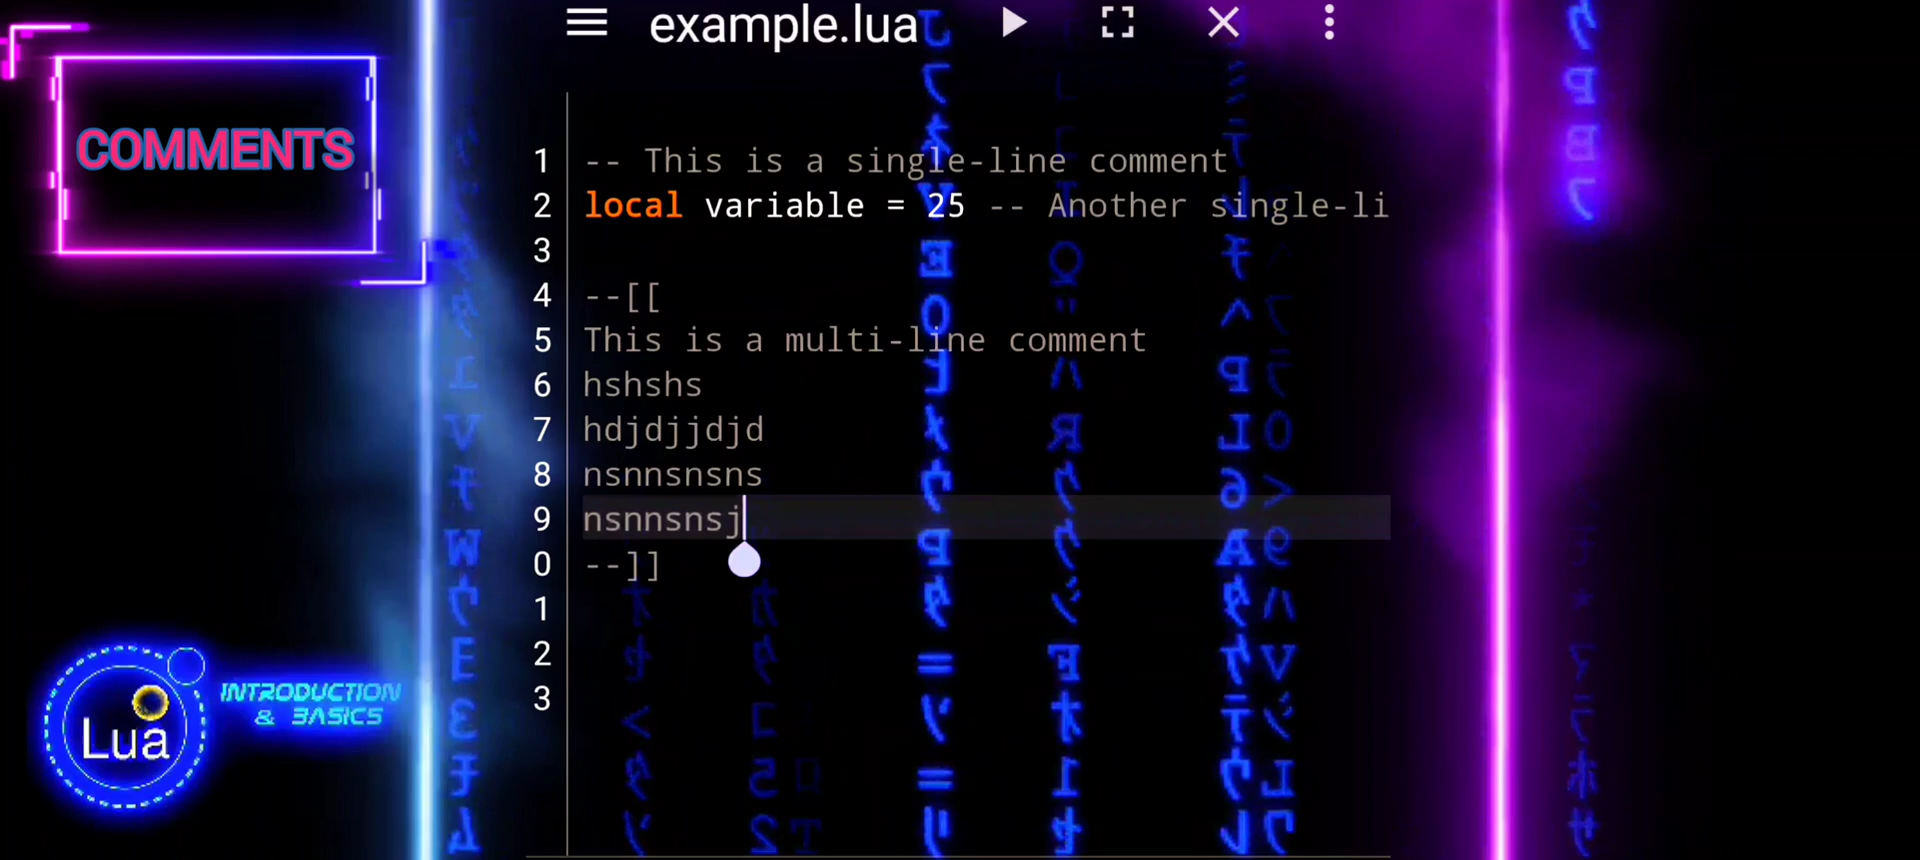 example.lua
COMMENTS
1 -- This is a single-line comment
2 local variable = 25 -- Another single-li
3
4 --[[
5 This is a multi-line comment
6 hshshs
7 hdjdjjdjd
8 nsnnsnsns
9 nsnnsnsj
0 --]]
1
2
3
Lua
INTRODUCTION
& BASICS